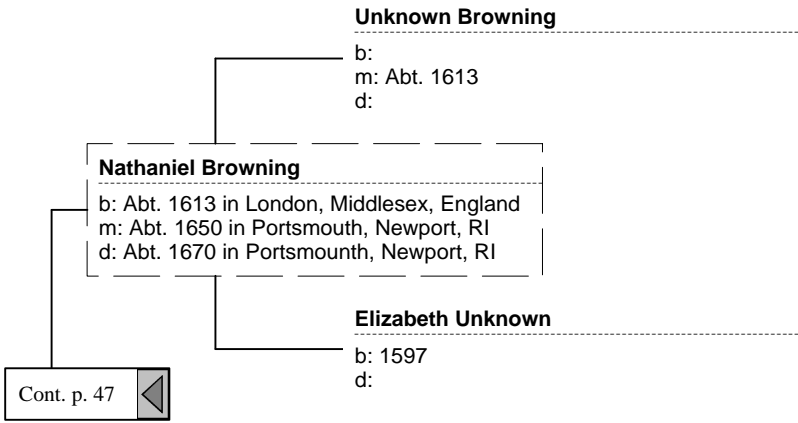 Unknown Browning
b:
m: Abt. 1613
d:
Nathaniel Browning
b: Abt. 1613 in London, Middlesex, England
m: Abt. 1650 in Portsmouth, Newport, RI
d: Abt. 1670 in Portsmounth, Newport, RI
Elizabeth Unknown
b: 1597
d:
Cont. p. 47